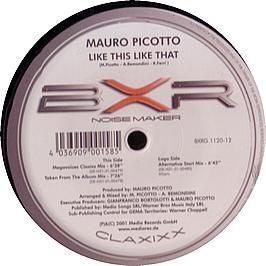 MAURO PICOTTO
LIKE THIS LIKE THAT
(M.Picotto - A.Remondini - R.Ferri)
BXR
NOISE MAKER
4 036909 001585
BXRG 1120-12
This Side
Megavoices Claxixx Mix - 6'38"
Taken From The Album Mix - 7'26"
Logo Side
Alternative Start Mix - 6'45"
Produced by: MAURO PICOTTO
Arranged & Mixed by: M. PICOTTO - A. REMONDINI
Executive Producers: GIANFRANCO BORTOLOTTI & MAURO PICOTTO
Published by: Media Songs SRL/Warner Bros Music Italy SRL
Sub-Publishing Control for GEMA Territories: Warner Chappell
(P)&(C) 2001 Media Records GmbH
www.mediarec.de
CLAXIXX